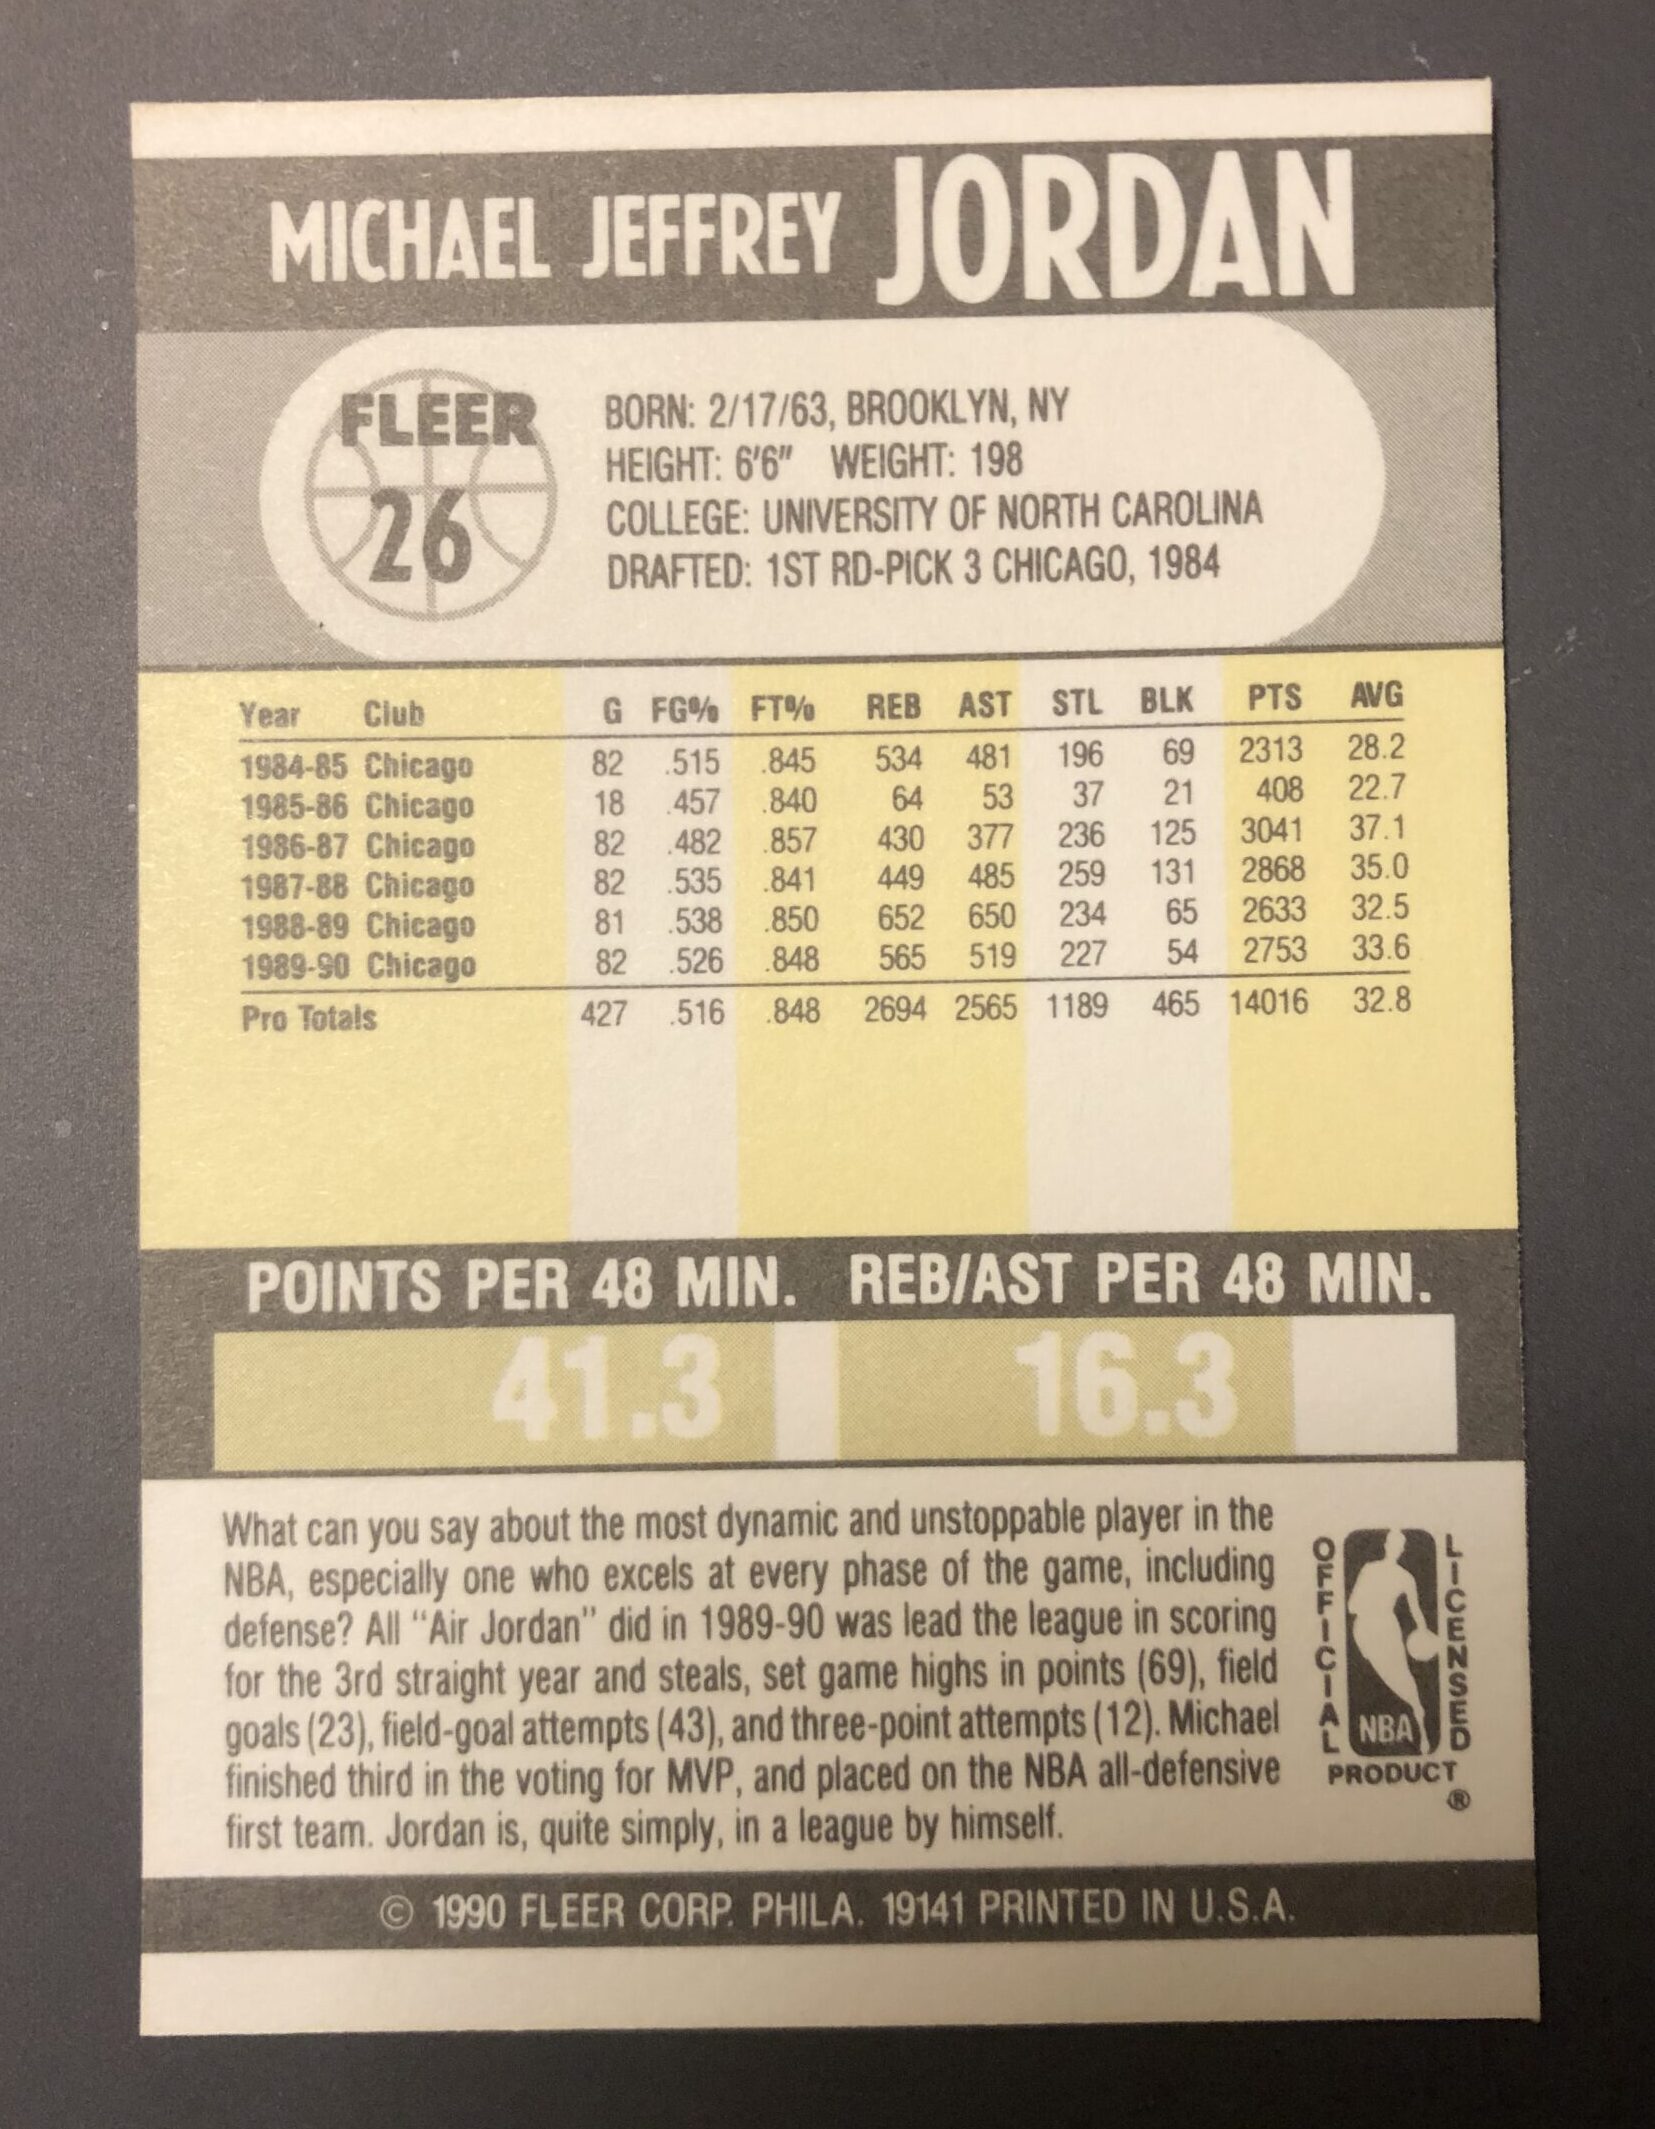 MICHAEL JEFFREY JORDAN
FLEER
26
BORN: 2/17/63, BROOKLYN, NY
HEIGHT: 6'6" WEIGHT: 198
COLLEGE: UNIVERSITY OF NORTH CAROLINA
DRAFTED: 1ST RD-PICK 3 CHICAGO, 1984
Year Club G FG% FT% REB AST STL BLK PTS AVG
1984-85 Chicago 82 .515 .845 534 481 196 69 2313 28.2
1985-86 Chicago 18 .457 .840 64 53 37 21 408 22.7
1986-87 Chicago 82 .482 .857 430 377 236 125 3041 37.1
1987-88 Chicago 82 .535 .841 449 485 259 131 2868 35.0
1988-89 Chicago 81 .538 .850 652 650 234 65 2633 32.5
1989-90 Chicago 82 .526 .848 565 519 227 54 2753 33.6
Pro Totals 427 .516 .848 2694 2565 1189 465 14016 32.8
POINTS PER 48 MIN. REB/AST PER 48 MIN.
41.3 16.3
What can you say about the most dynamic and unstoppable player in the
NBA, especially one who excels at every phase of the game, including
defense? All "Air Jordan" did in 1989-90 was lead the league in scoring
for the 3rd straight year and steals, set game highs in points (69), field
goals (23), field-goal attempts (43), and three-point attempts (12). Michael
finished third in the voting for MVP, and placed on the NBA all-defensive
first team. Jordan is, quite simply, in a league by himself.
OFFICIAL
NBA
LICENSED
PRODUCT
®
© 1990 FLEER CORP. PHILA. 19141 PRINTED IN U.S.A.